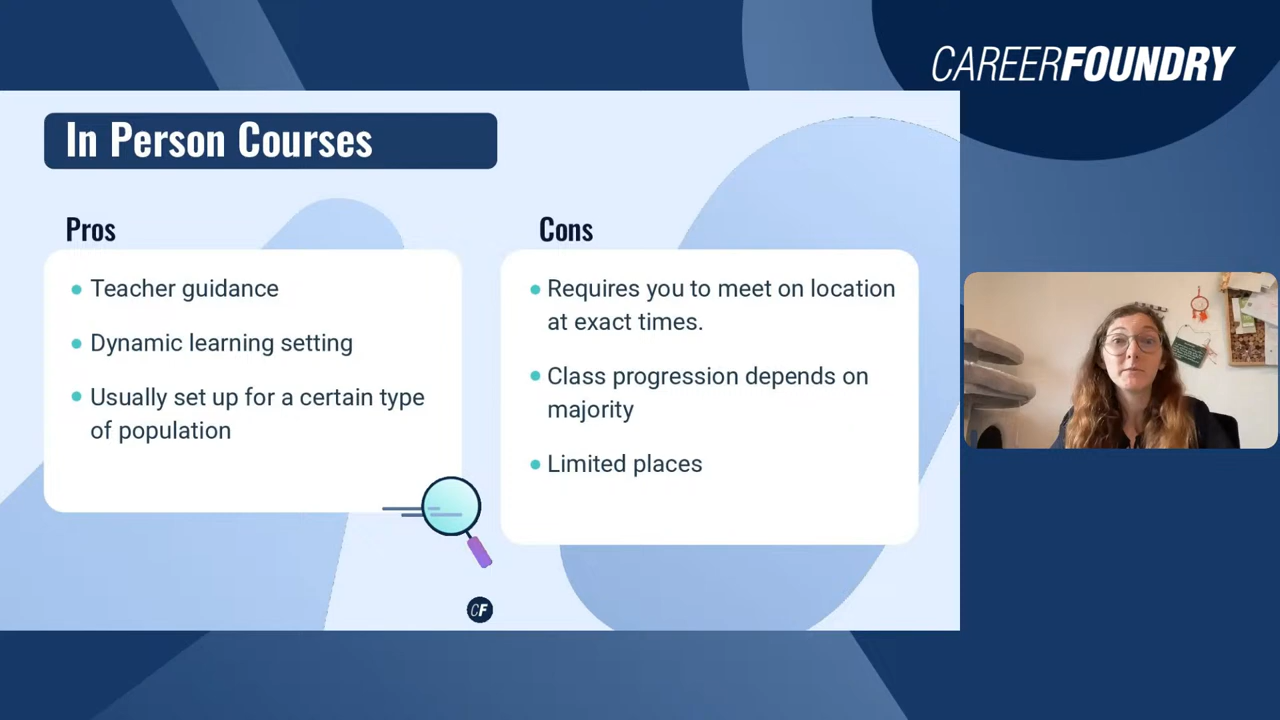 CAREERFOUNDRY
In Person Courses
Pros
Teacher guidance
Dynamic learning setting
Usually set up for a certain type
of population
Cons
Requires you to meet on location
at exact times.
Class progression depends on
majority
Limited places
CF